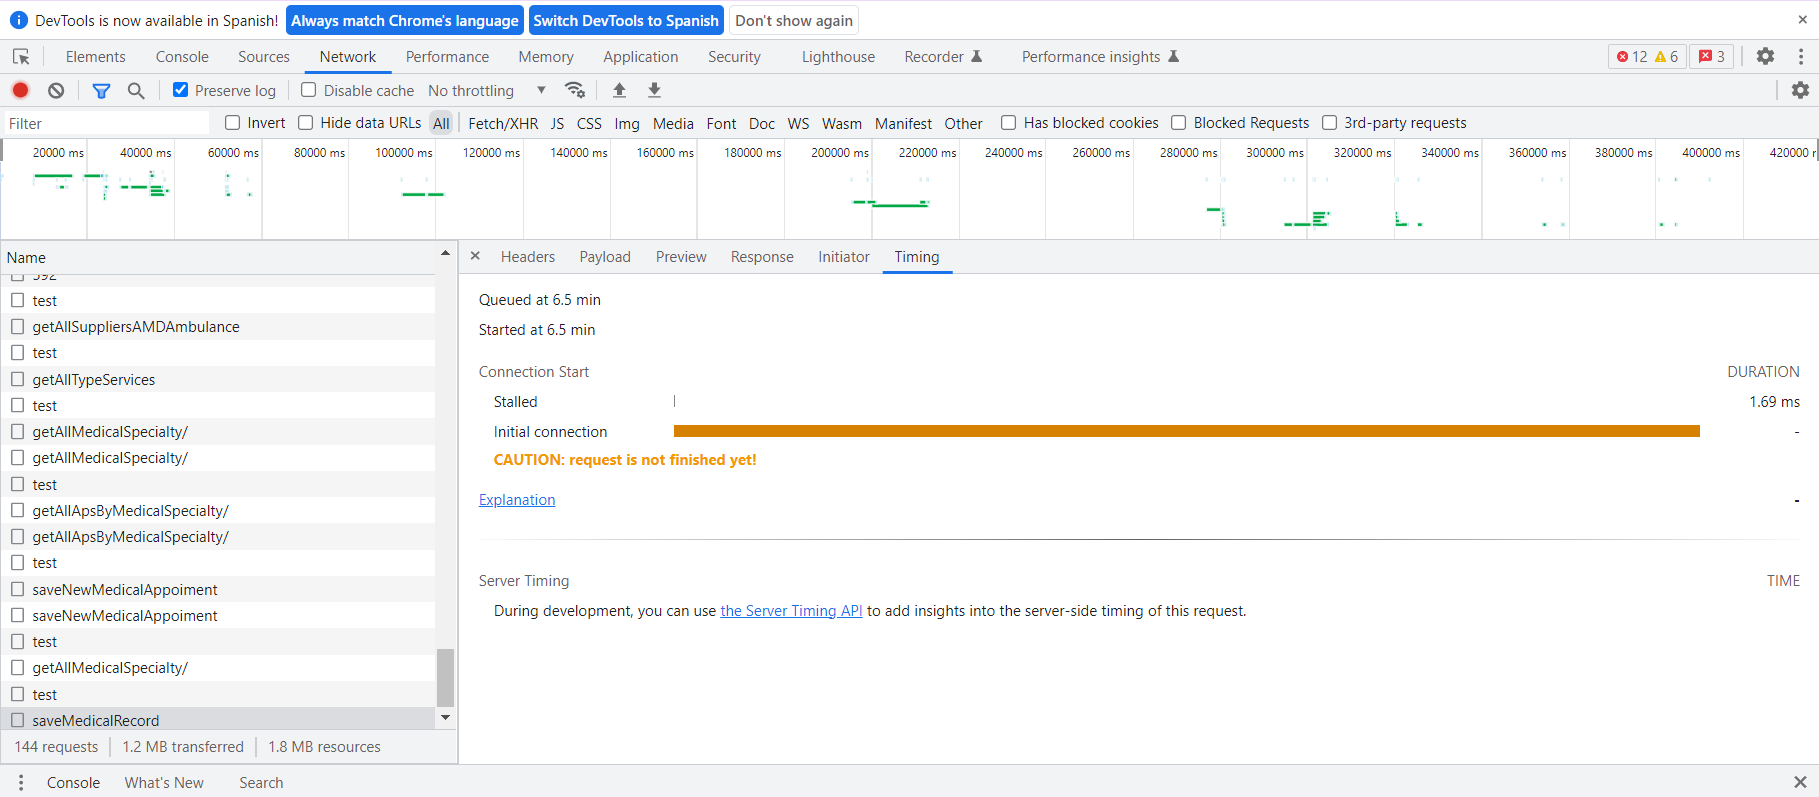 DevTools is now available in Spanish! Always match Chrome's language Switch DevTools to Spanish Don't show again
Elements Console Sources Network Performance Memory Application Security Lighthouse Recorder Performance insights 12 6 3
Preserve log Disable cache No throttling
Filter Invert Hide data URLs All Fetch/XHR JS CSS Img Media Font Doc WS Wasm Manifest Other Has blocked cookies Blocked Requests 3rd-party requests
20000 ms 40000 ms 60000 ms 80000 ms 100000 ms 120000 ms 140000 ms 160000 ms 180000 ms 200000 ms 220000 ms 240000 ms 260000 ms 280000 ms 300000 ms 320000 ms 340000 ms 360000 ms 380000 ms 400000 ms 420000
Name
592
test
getAllSuppliersAMDAmbulance
test
getAllTypeServices
test
getAllMedicalSpecialty/
getAllMedicalSpecialty/
test
getAllApsByMedicalSpecialty/
getAllApsByMedicalSpecialty/
test
saveNewMedicalAppoiment
saveNewMedicalAppoiment
test
getAllMedicalSpecialty/
test
saveMedicalRecord
144 requests 1.2 MB transferred 1.8 MB resources
Headers Payload Preview Response Initiator Timing
Queued at 6.5 min
Started at 6.5 min
Connection Start DURATION
Stalled 1.69 ms
Initial connection -
CAUTION: request is not finished yet!
Explanation -
Server Timing TIME
During development, you can use the Server Timing API to add insights into the server-side timing of this request.
Console What's New Search